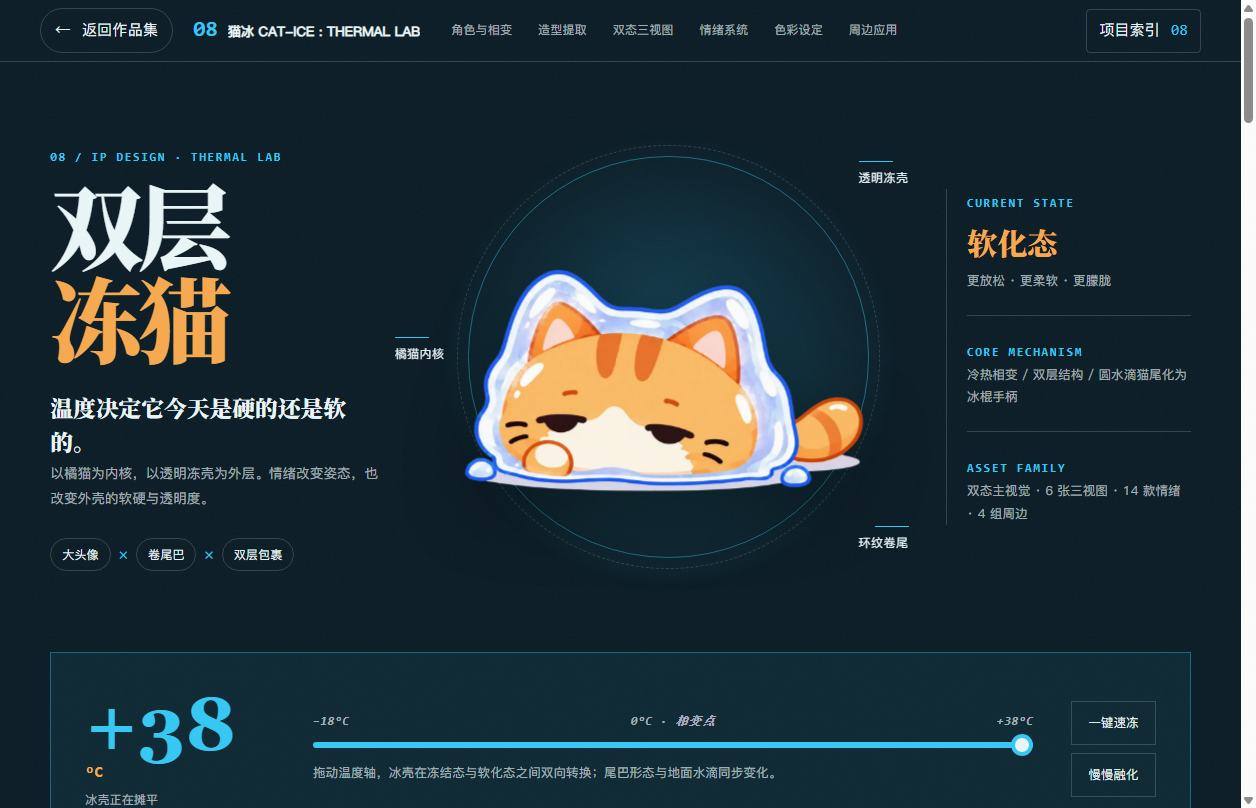 ← 返回作品集
08 猫冰 CAT-ICE : THERMAL LAB
角色与相变
造型提取
双态三视图
情绪系统
色彩设定
周边应用
项目索引 08
08 / IP DESIGN · THERMAL LAB
双层
冻猫
温度决定它今天是硬的还是软
的。
以橘猫为内核，以透明冻壳为外层。情绪改变姿态，也
改变外壳的软硬与透明度。
大头像 × 卷尾巴 × 双层包裹
透明冻壳
橘猫内核
环纹卷尾
CURRENT STATE
软化态
更放松 · 更柔软 · 更朦胧
CORE MECHANISM
冷热相变 / 双层结构 / 圆水滴猫尾化为
冰棍手柄
ASSET FAMILY
双态主视觉 · 6 张三视图 · 14 款情绪
· 4 组周边
+38
°C
冰壳正在摊平
−18°C
0°C · 相变点
+38°C
拖动温度轴，冰壳在冻结态与软化态之间双向转换；尾巴形态与地面水滴同步变化。
一键速冻
慢慢融化